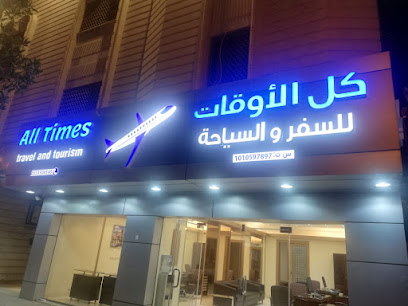 كل الأوقات
للسفر و السياحة
س.ت: 1010597897
All Times
travel and tourism